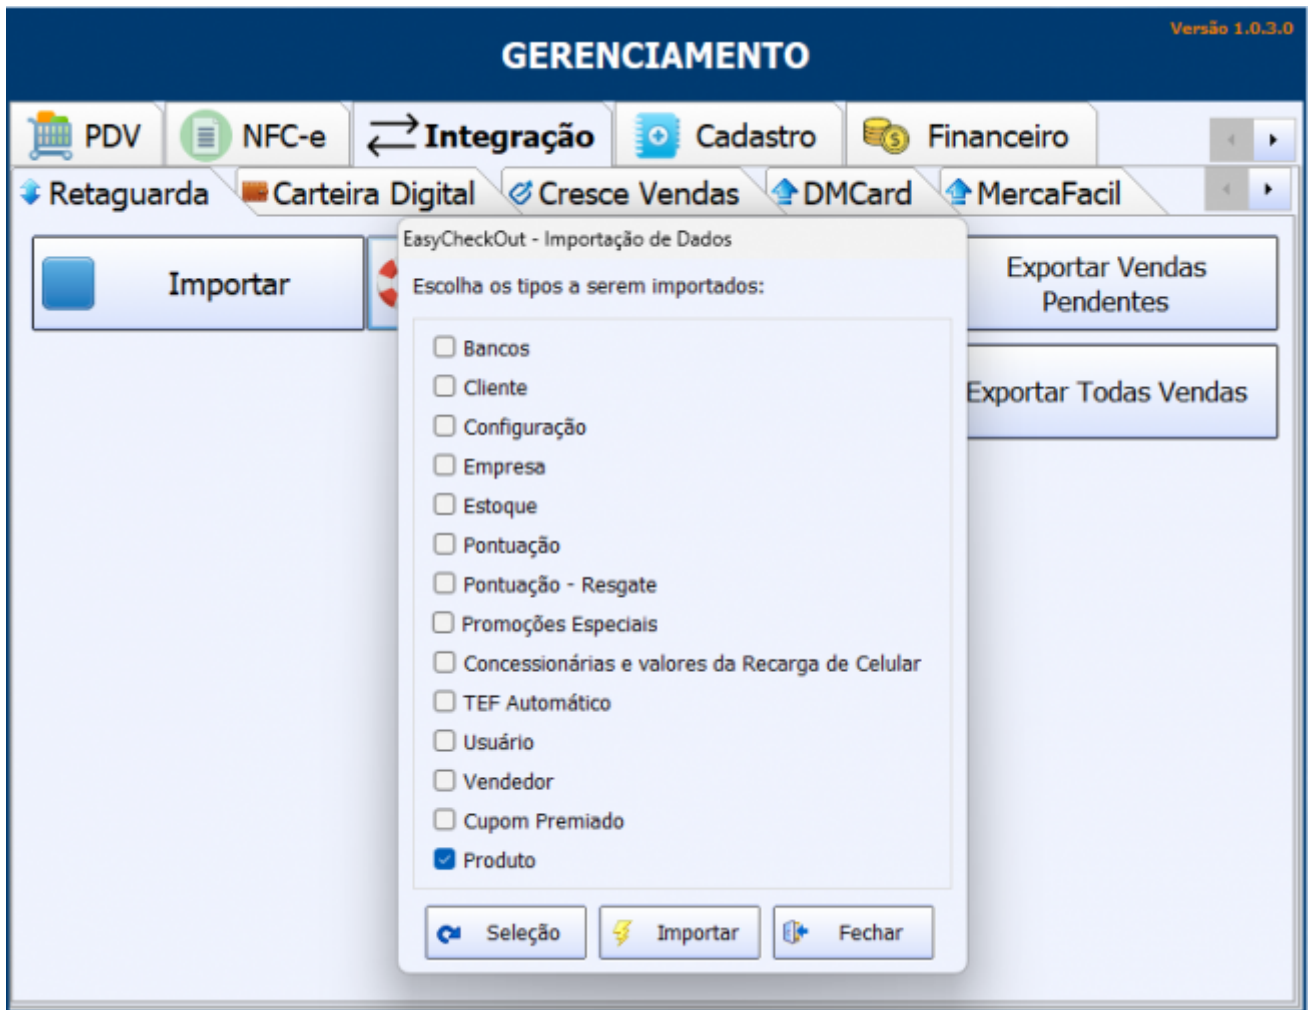 Versão 1.0.3.0
GERENCIAMENTO
PDV
NFC-e
Integração
Cadastro
Financeiro
Retaguarda
Carteira Digital
Cresce Vendas
DMCard
MercaFacil
Importar
EasyCheckOut - Importação de Dados
Escolha os tipos a serem importados:
Bancos
Cliente
Configuração
Empresa
Estoque
Pontuação
Pontuação - Resgate
Promoções Especiais
Concessionárias e valores da Recarga de Celular
TEF Automático
Usuário
Vendedor
Cupom Premiado
Produto
Seleção
Importar
Fechar
Exportar Vendas
Pendentes
Exportar Todas Vendas